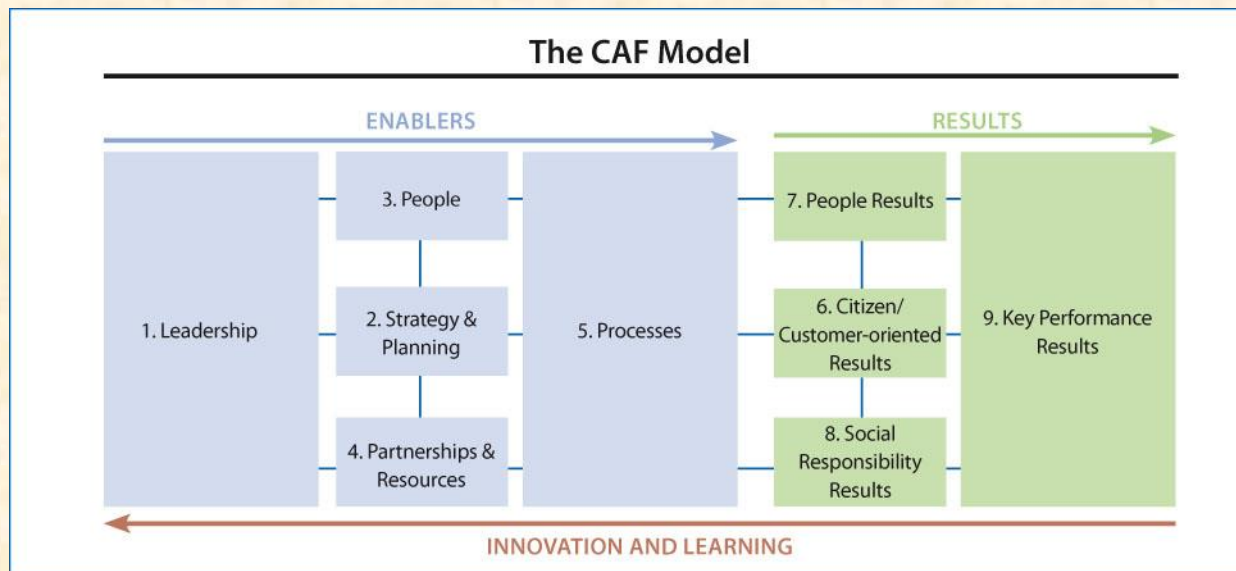 The CAF Model
ENABLERS
RESULTS
1. Leadership
3. People
2. Strategy &
Planning
4. Partnerships &
Resources
5. Processes
7. People Results
6. Citizen/
Customer-oriented
Results
8. Social
Responsibility
Results
9. Key Performance
Results
INNOVATION AND LEARNING